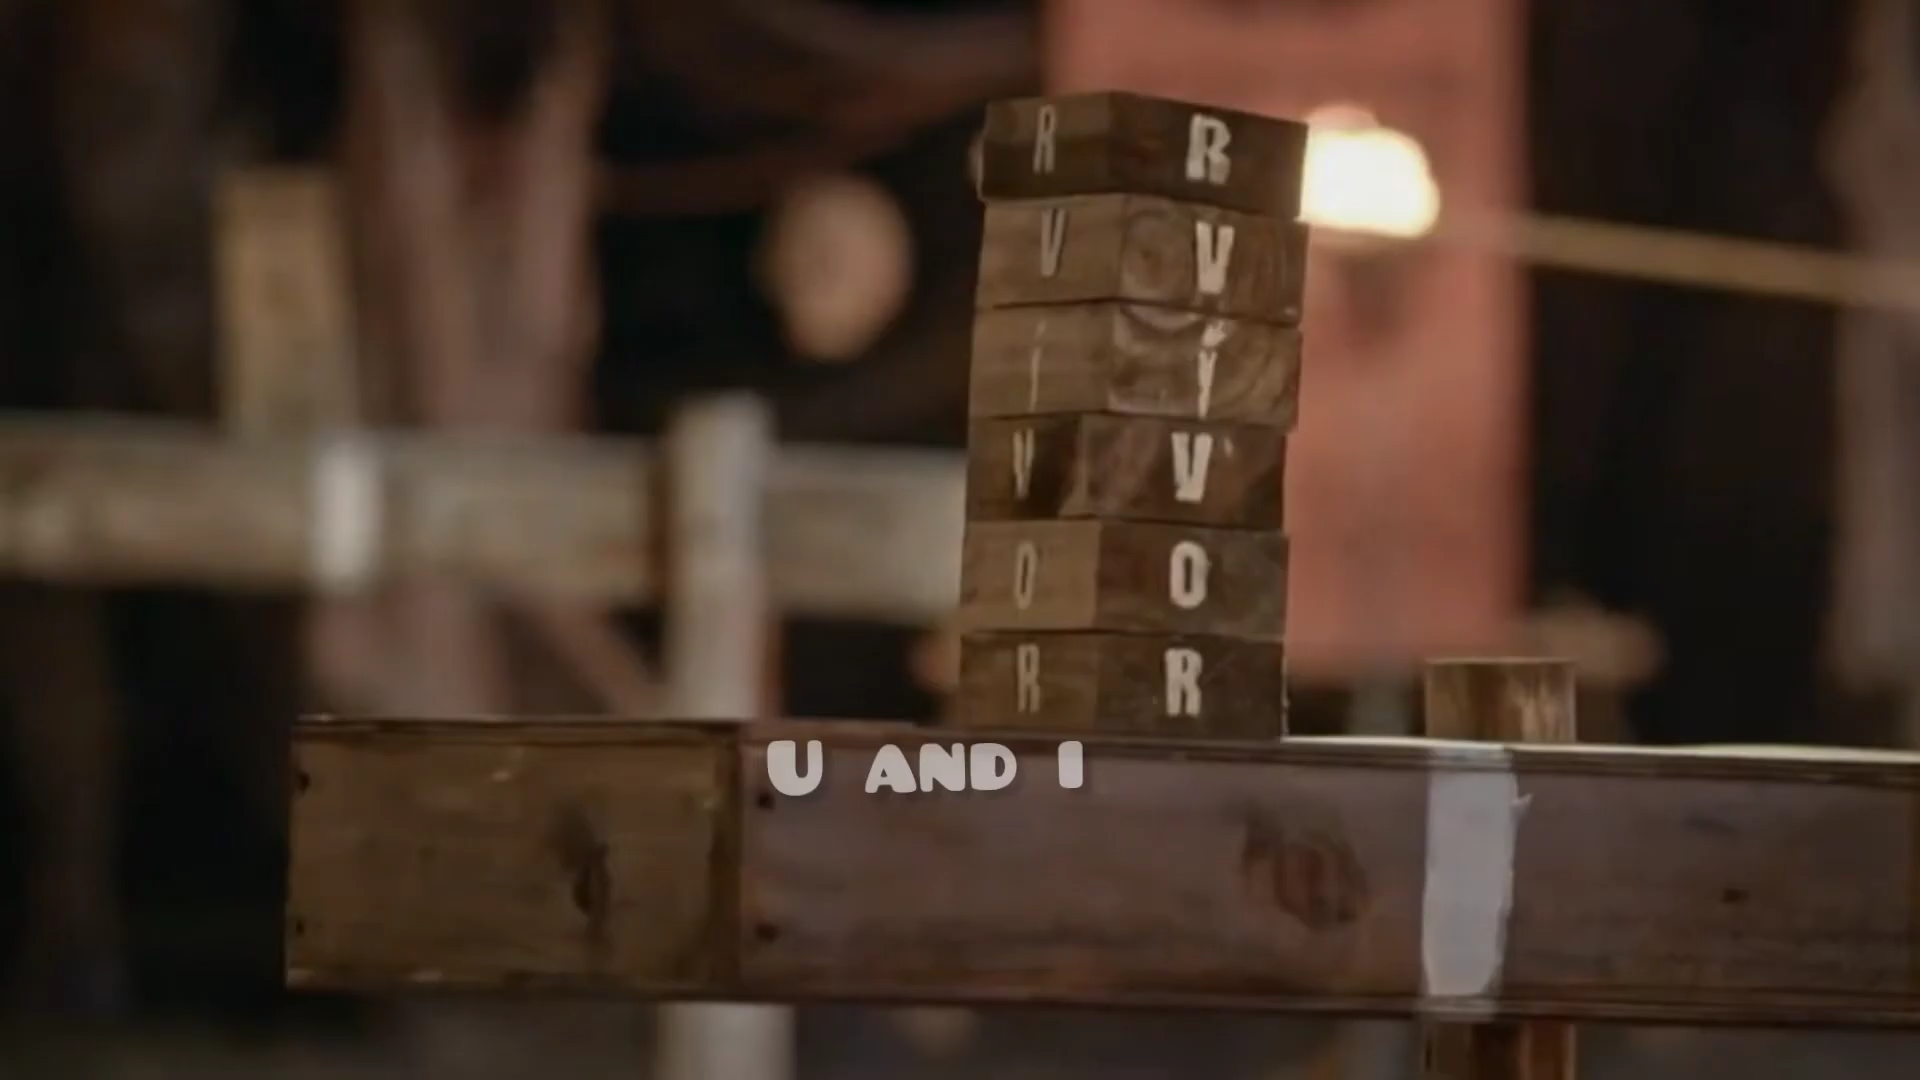 R R
V V
V V
O O
R R
U AND I